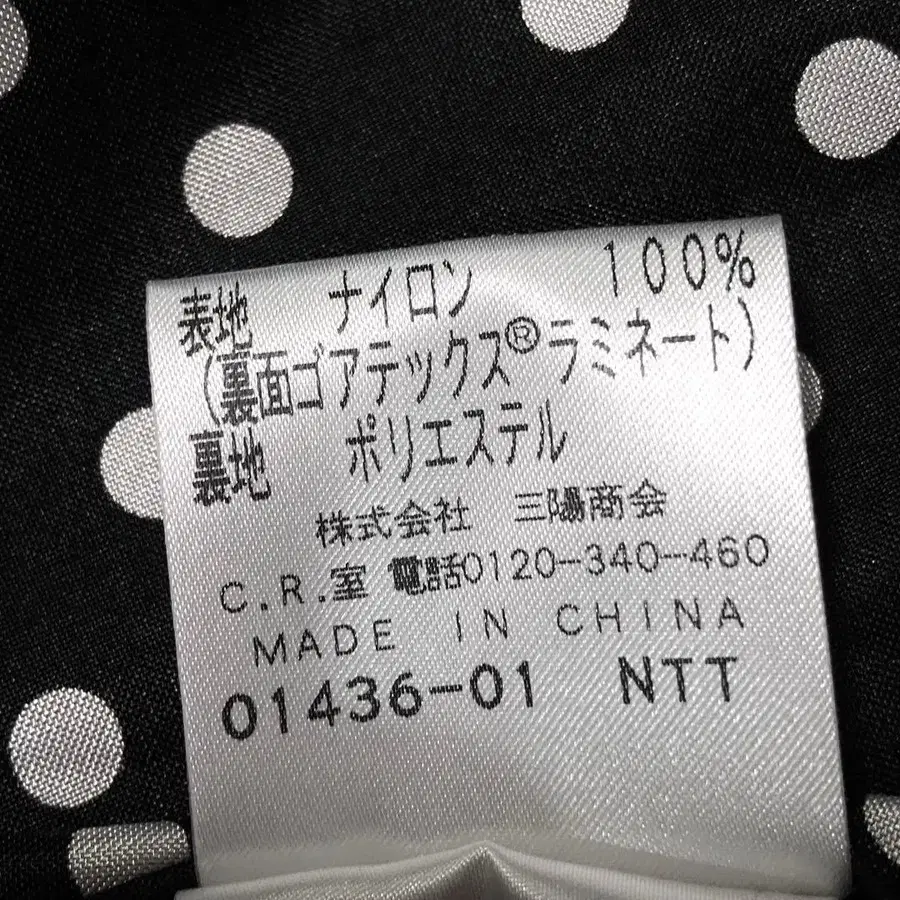 表地 ナイロン 100%
(裏面ゴアテックス®ラミネート)
裏地 ポリエステル
株式会社 三陽商会
C.R.室 電話0120-340-460
MADE IN CHINA
01436-01 NTT